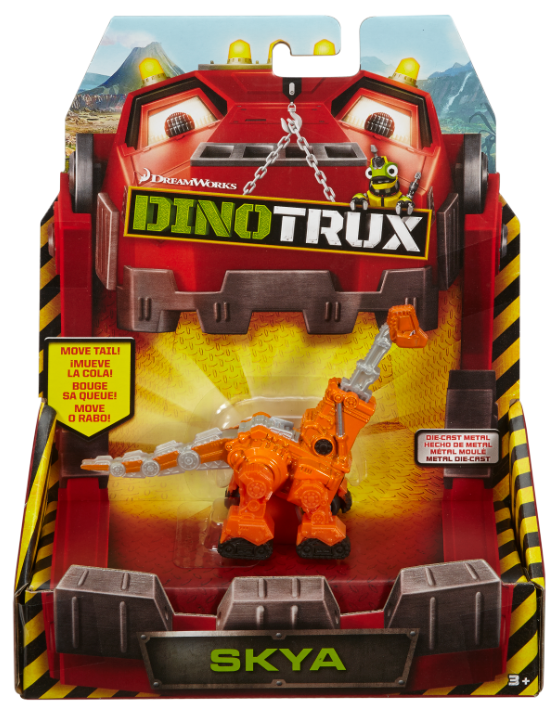 DREAMWORKS
DINOTRUX
MOVE TAIL!
¡MUEVE
LA COLA!
BOUGE
SA QUEUE!
MOVE
O RABO!
DIE-CAST METAL
HECHO DE METAL
MÉTAL MOULÉ
METAL DIE-CAST
SKYA
3+